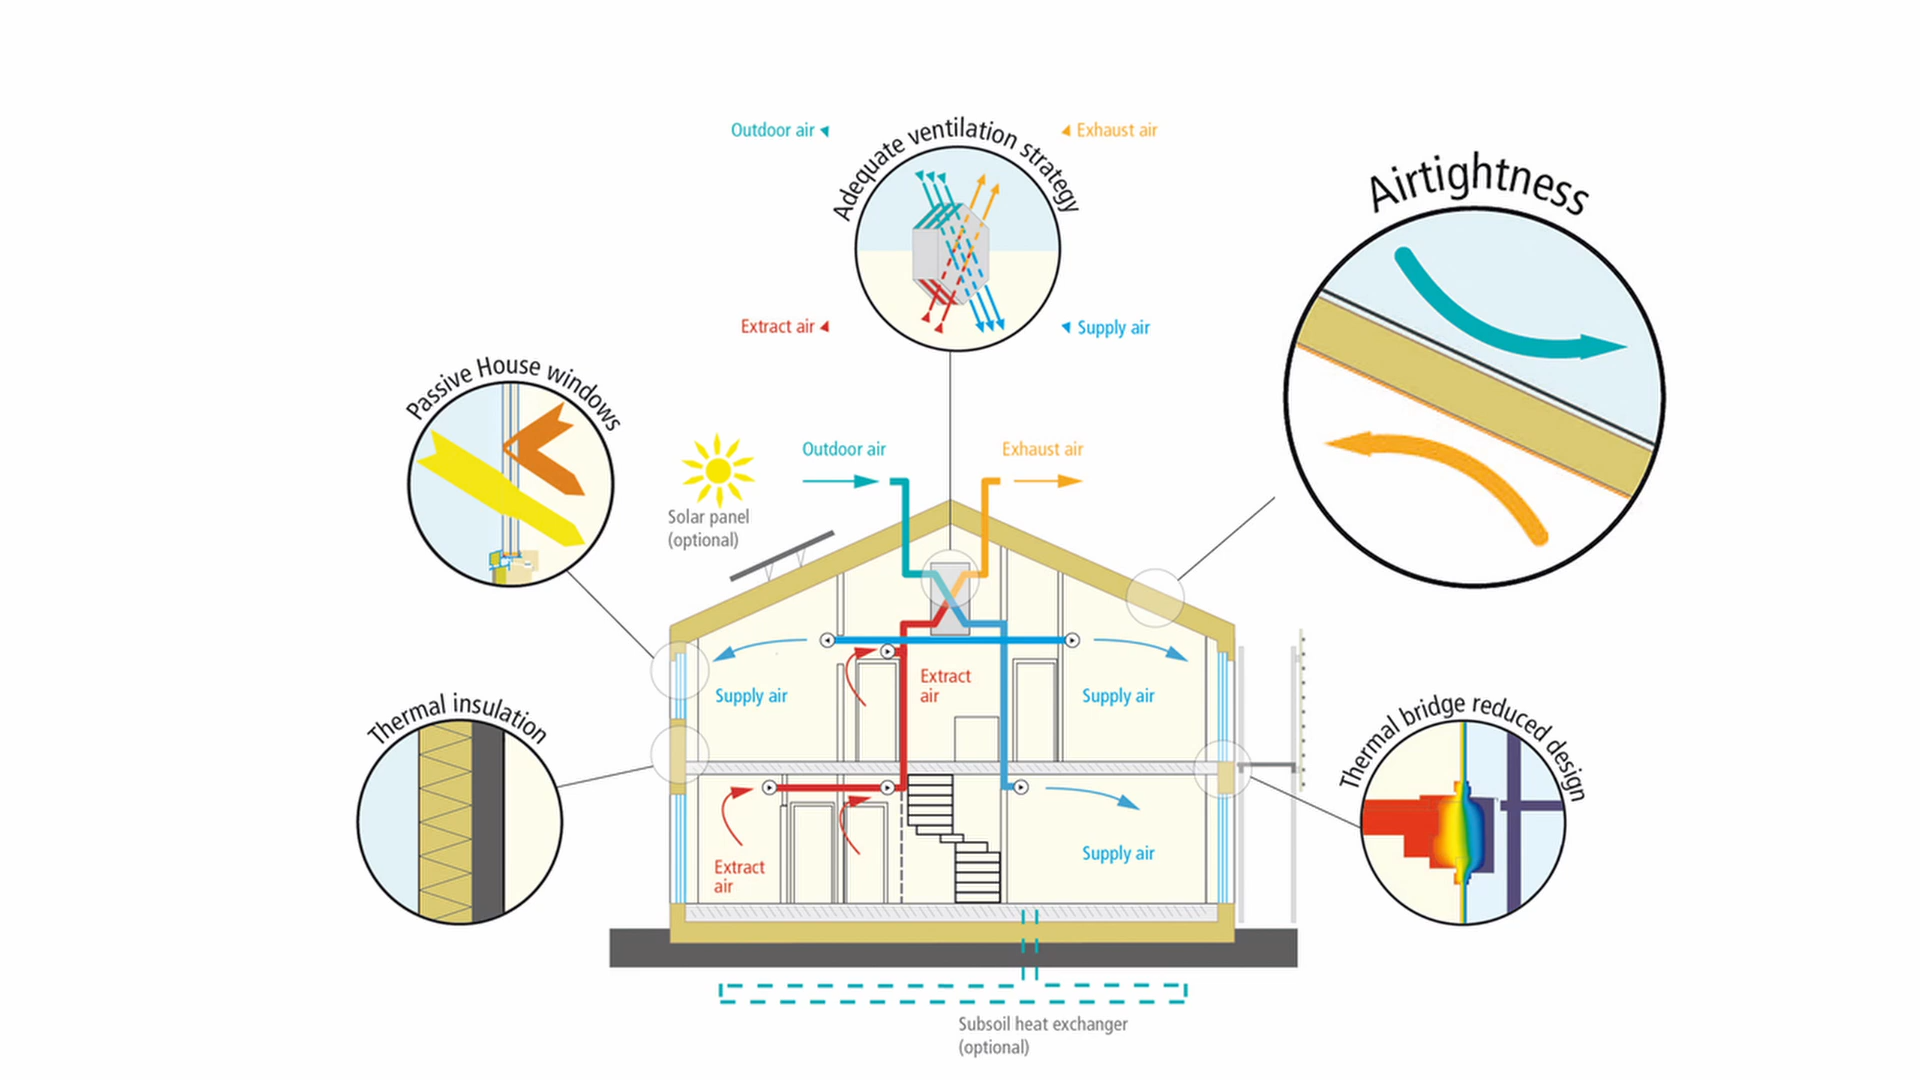 Outdoor air
Adequate ventilation strategy
Exhaust air
Extract air
Supply air
Airtightness
Passive House windows
Solar panel
(optional)
Outdoor air
Exhaust air
Supply air
Extract
air
Supply air
Thermal insulation
Thermal bridge reduced design
Extract
air
Supply air
Subsoil heat exchanger
(optional)